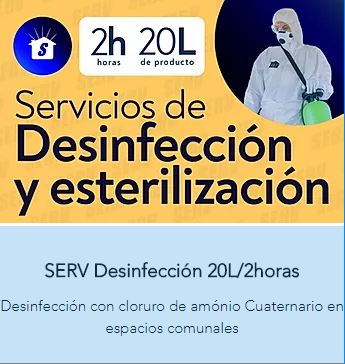 S
2h 20L
horas de producto
Servicios de
Desinfección
y esterilización
SERV Desinfección 20L/2horas
Desinfección con cloruro de amónio Cuaternario en
espacios comunales